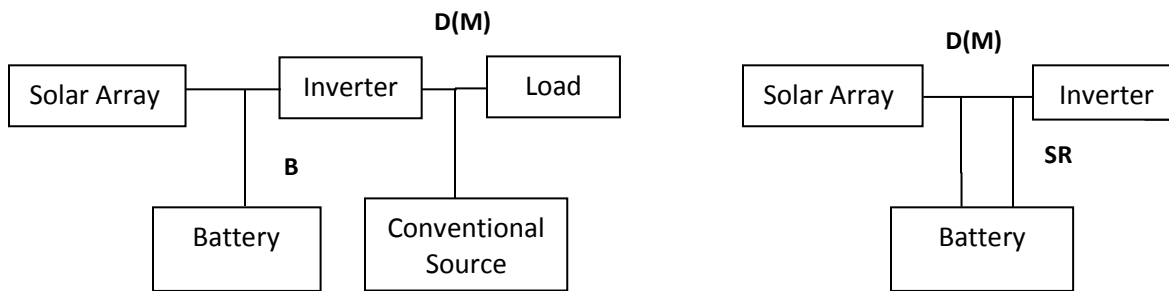 D(M)
Solar Array
Inverter
Load
B
Battery
Conventional
Source
D(M)
Solar Array
Inverter
SR
Battery